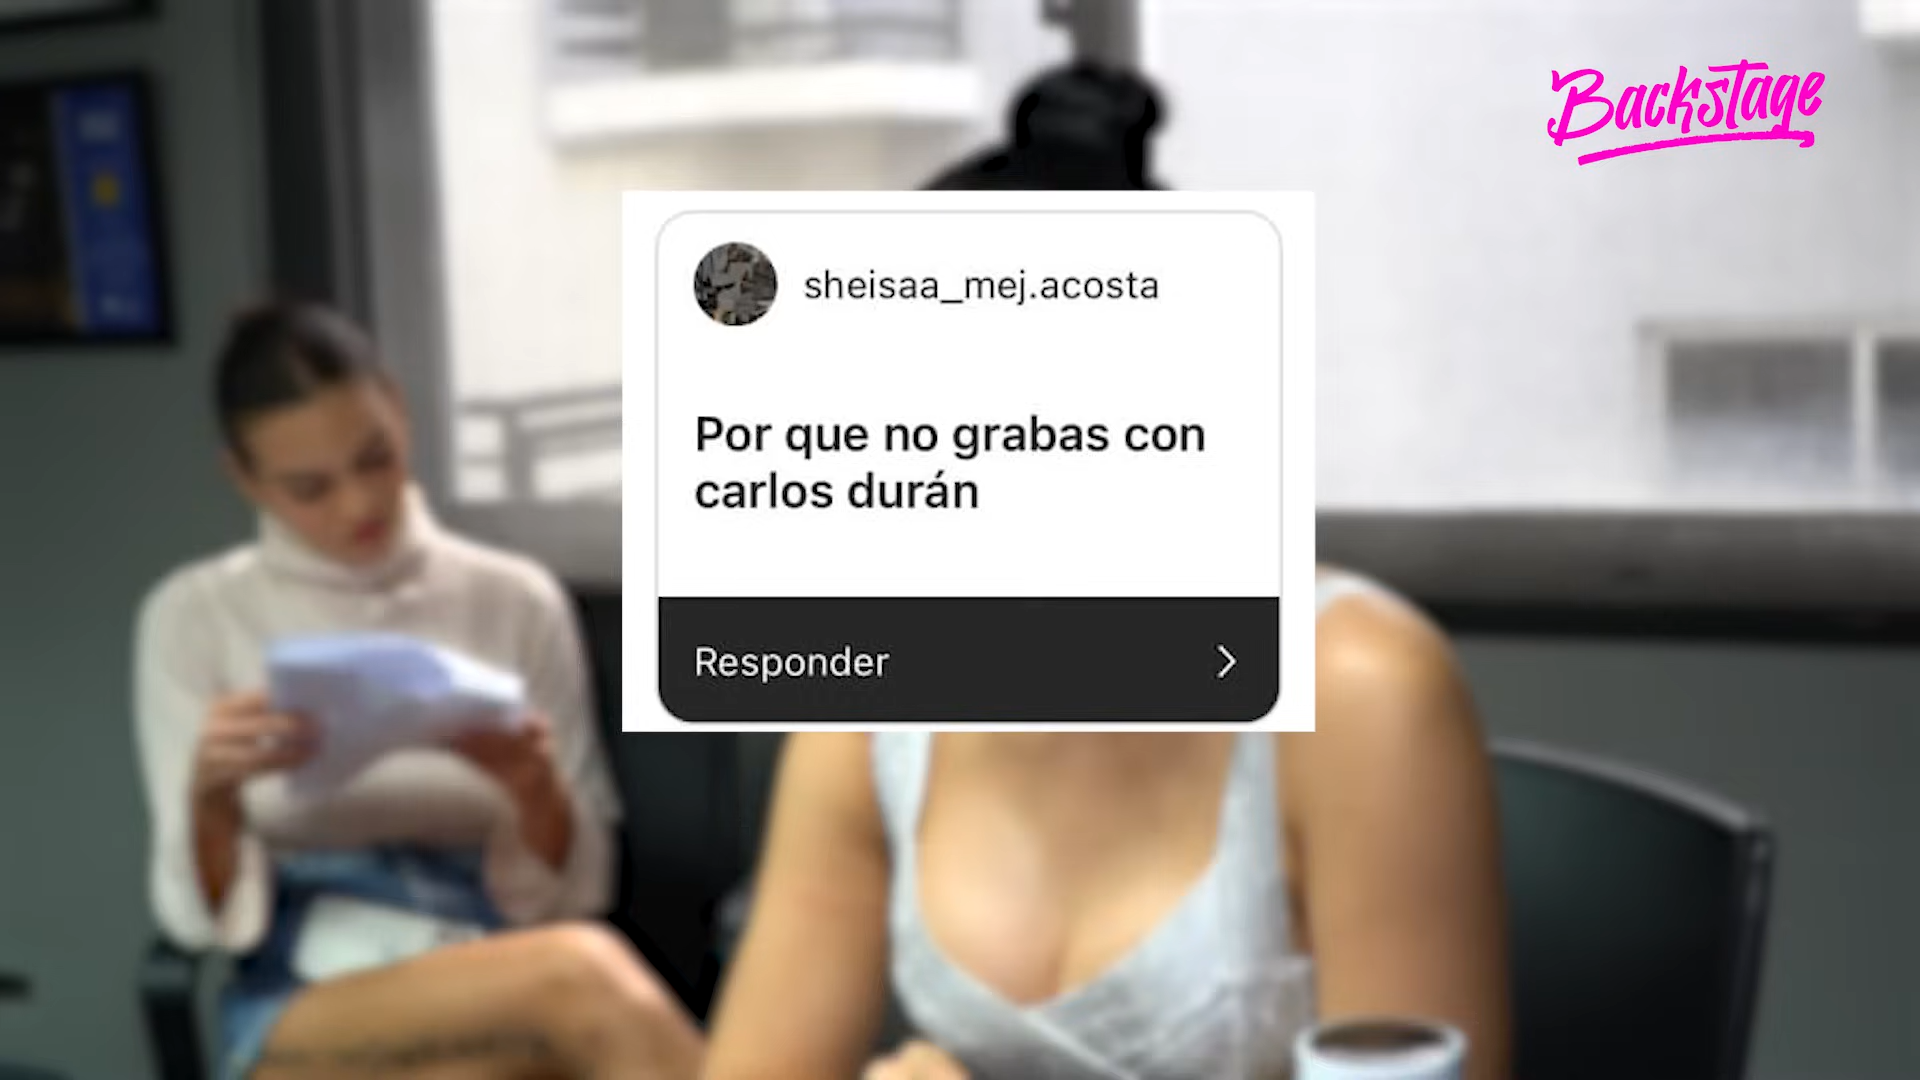 Backstage
sheisaa_mej.acosta
Por que no grabas con
carlos durán
Responder